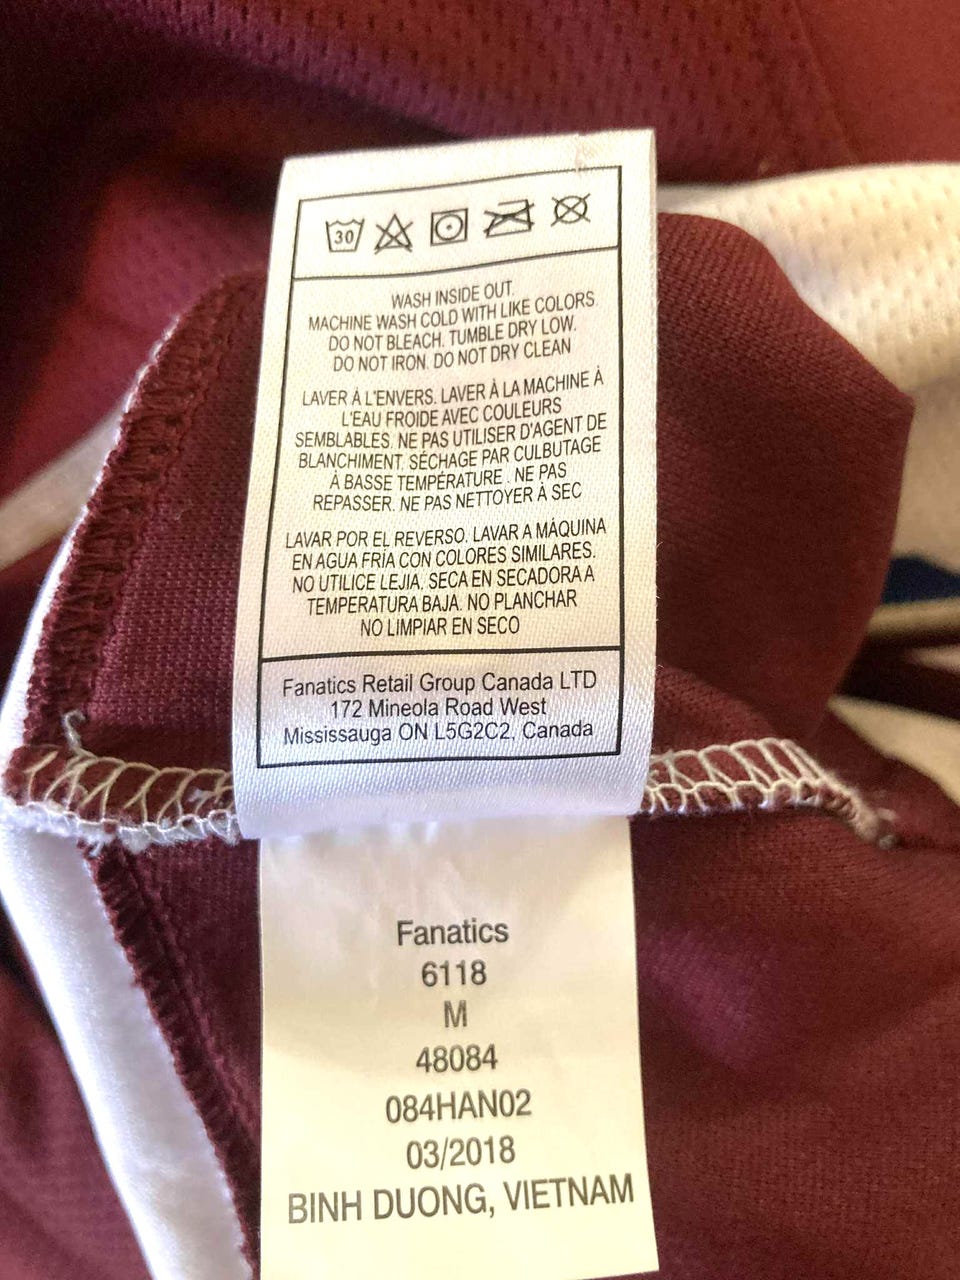 30
WASH INSIDE OUT.
MACHINE WASH COLD WITH LIKE COLORS.
DO NOT BLEACH. TUMBLE DRY LOW.
DO NOT IRON. DO NOT DRY CLEAN
LAVER À L'ENVERS. LAVER À LA MACHINE À
L'EAU FROIDE AVEC COULEURS
SEMBLABLES. NE PAS UTILISER D'AGENT DE
BLANCHIMENT. SÉCHAGE PAR CULBUTAGE
À BASSE TEMPÉRATURE . NE PAS
REPASSER. NE PAS NETTOYER À SEC
LAVAR POR EL REVERSO. LAVAR A MÁQUINA
EN AGUA FRÍA CON COLORES SIMILARES.
NO UTILICE LEJIA. SECA EN SECADORA A
TEMPERATURA BAJA. NO PLANCHAR
NO LIMPIAR EN SECO
Fanatics Retail Group Canada LTD
172 Mineola Road West
Mississauga ON L5G2C2, Canada
Fanatics
6118
M
48084
084HAN02
03/2018
BINH DUONG, VIETNAM